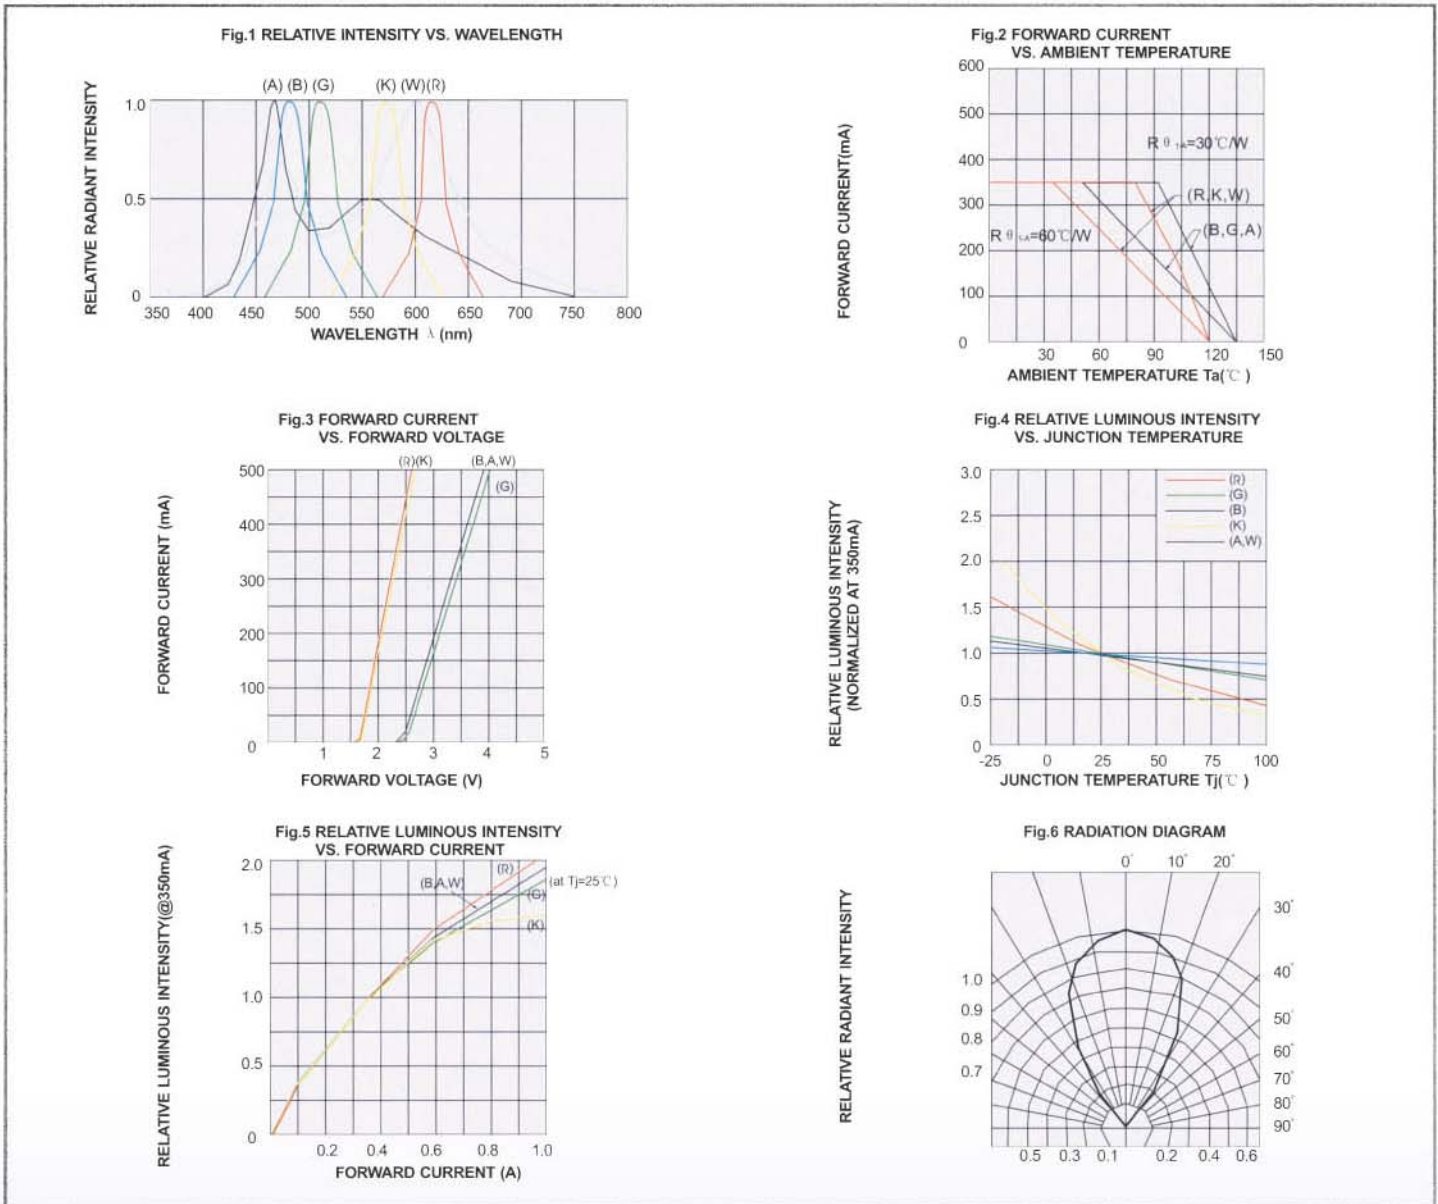 Fig.1 RELATIVE INTENSITY VS. WAVELENGTH
RELATIVE RADIANT INTENSITY
(A) (B) (G) (K) (W)(R)
1.0
0.5
0
350 400 450 500 550 600 650 700 750 800
WAVELENGTH λ (nm)
Fig.2 FORWARD CURRENT
VS. AMBIENT TEMPERATURE
FORWARD CURRENT(mA)
600
500
400
300
200
100
0
=30℃/W
(R,K,W)
=60℃/W
(B,G,A)
30 60 90 120 150
AMBIENT TEMPERATURE Ta(℃ )
Fig.3 FORWARD CURRENT
VS. FORWARD VOLTAGE
FORWARD CURRENT (mA)
(R)(K) (B,A,W)
(G)
500
400
300
200
100
0
1 2 3 4 5
FORWARD VOLTAGE (V)
Fig.4 RELATIVE LUMINOUS INTENSITY
VS. JUNCTION TEMPERATURE
RELATIVE LUMINOUS INTENSITY
(NORMALIZED AT 350mA)
3.0
2.5
2.0
1.5
1.0
0.5
0
(R)
(G)
(B)
(K)
(A,W)
-25 0 25 50 75 100
JUNCTION TEMPERATURE Tj(℃ )
Fig.5 RELATIVE LUMINOUS INTENSITY
VS. FORWARD CURRENT
RELATIVE LUMINOUS INTENSITY(@350mA)
2.0
1.5
1.0
0.5
0
(R)
(B,A,W)
(at Tj=25℃)
(G)
(K)
0.2 0.4 0.6 0.8 1.0
FORWARD CURRENT (A)
Fig.6 RADIATION DIAGRAM
RELATIVE RADIANT INTENSITY
0° 10° 20°
30°
40°
50°
60°
70°
80°
90°
1.0
0.9
0.8
0.7
0.5 0.3 0.1 0.2 0.4 0.6